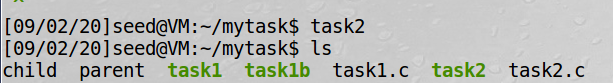 [09/02/20]seed@VM:~/mytask$ task2
[09/02/20]seed@VM:~/mytask$ ls
child parent task1 task1b task1.c task2 task2.c